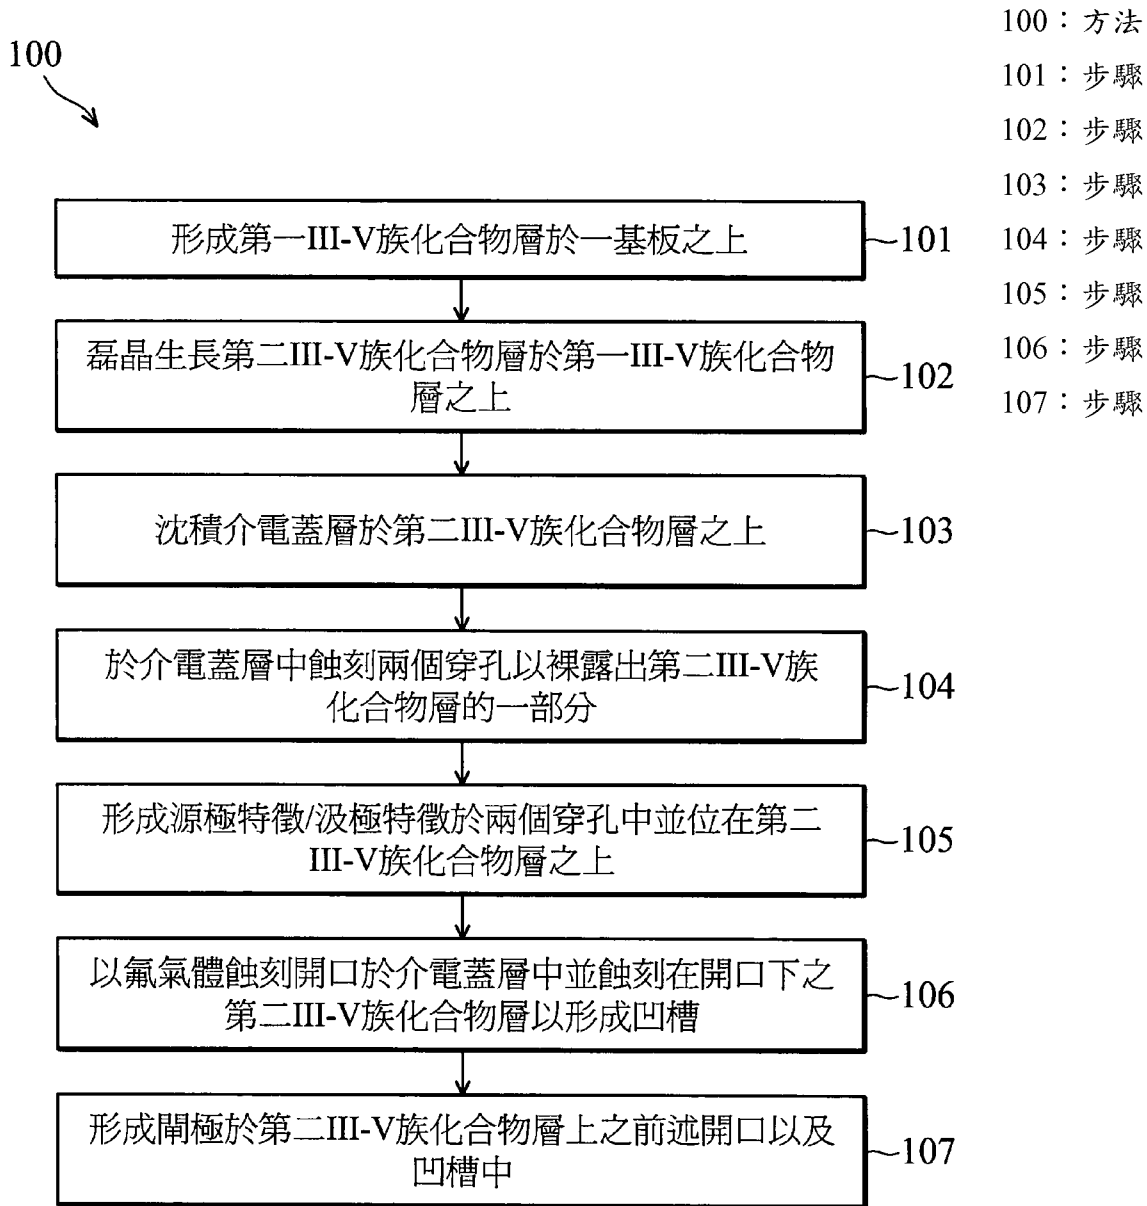 100
形成第一III-V族化合物層於一基板之上
101
磊晶生長第二III-V族化合物層於第一III-V族化合物
層之上
102
沈積介電蓋層於第二III-V族化合物層之上
103
於介電蓋層中蝕刻兩個穿孔以裸露出第二III-V族
化合物層的一部分
104
形成源極特徵/汲極特徵於兩個穿孔中並位在第二
III-V族化合物層之上
105
以氟氣體蝕刻開口於介電蓋層中並蝕刻在開口下之
第二III-V族化合物層以形成凹槽
106
形成閘極於第二III-V族化合物層上之前述開口以及
凹槽中
107
100：方法
101：步驟
102：步驟
103：步驟
104：步驟
105：步驟
106：步驟
107：步驟